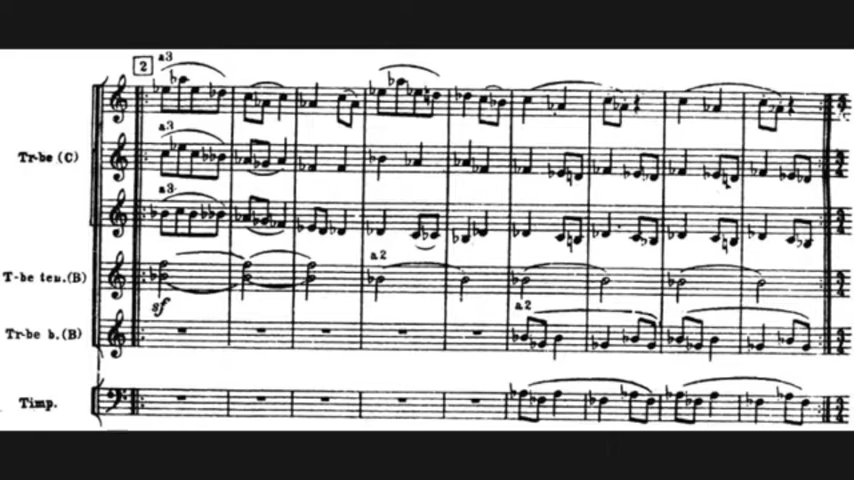 2 a3
Tr-be (C) a3
a3
T-be ten.(B) a2
sf
Tr-be b.(B) a2
Timp.